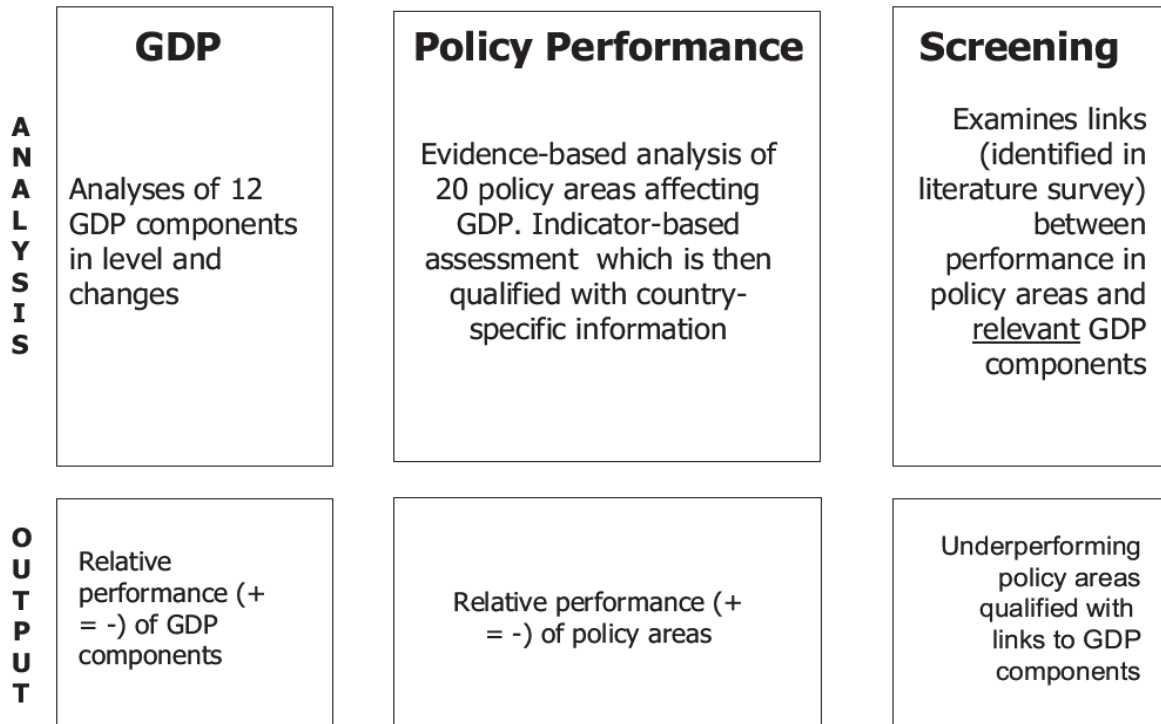 GDP
Policy Performance
Screening
ANALYSIS
Analyses of 12
GDP components
in level and
changes
Evidence-based analysis of
20 policy areas affecting
GDP. Indicator-based
assessment which is then
qualified with country-
specific information
Examines links
(identified in
literature survey)
between
performance in
policy areas and
relevant GDP
components
OUTPUT
Relative
performance (+
= -) of GDP
components
Relative performance (+
= -) of policy areas
Underperforming
policy areas
qualified with
links to GDP
components